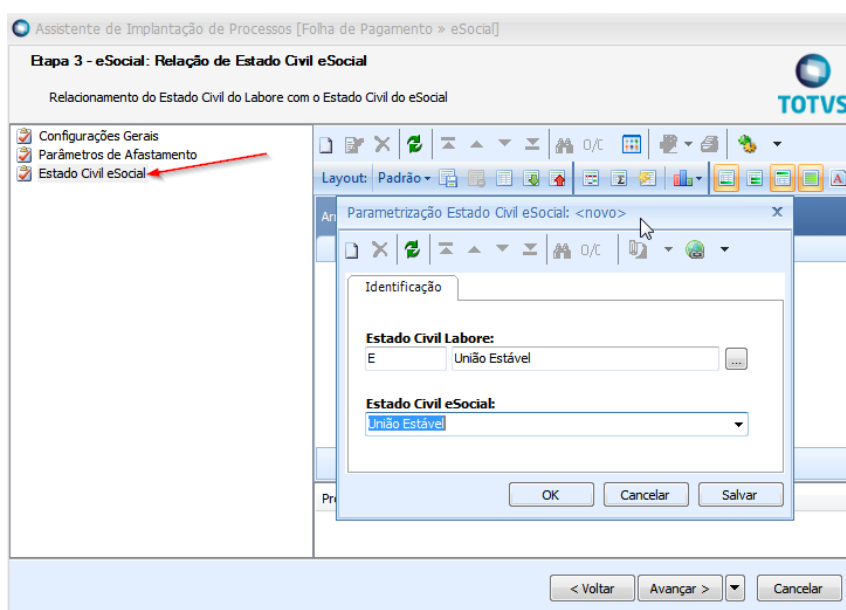 Assistente de Implantação de Processos [Folha de Pagamento » eSocial]
Etapa 3 - eSocial: Relação de Estado Civil eSocial
Relacionamento do Estado Civil do Labore com o Estado Civil do eSocial
TOTVS
Configurações Gerais
Parâmetros de Afastamento
Estado Civil eSocial
0/0
Layout: Padrão
Parametrização Estado Civil eSocial: <novo>
x
0/0
Identificação
Estado Civil Labore:
E União Estável ...
Estado Civil eSocial:
União Estável
OK Cancelar Salvar
< Voltar Avançar > Cancelar